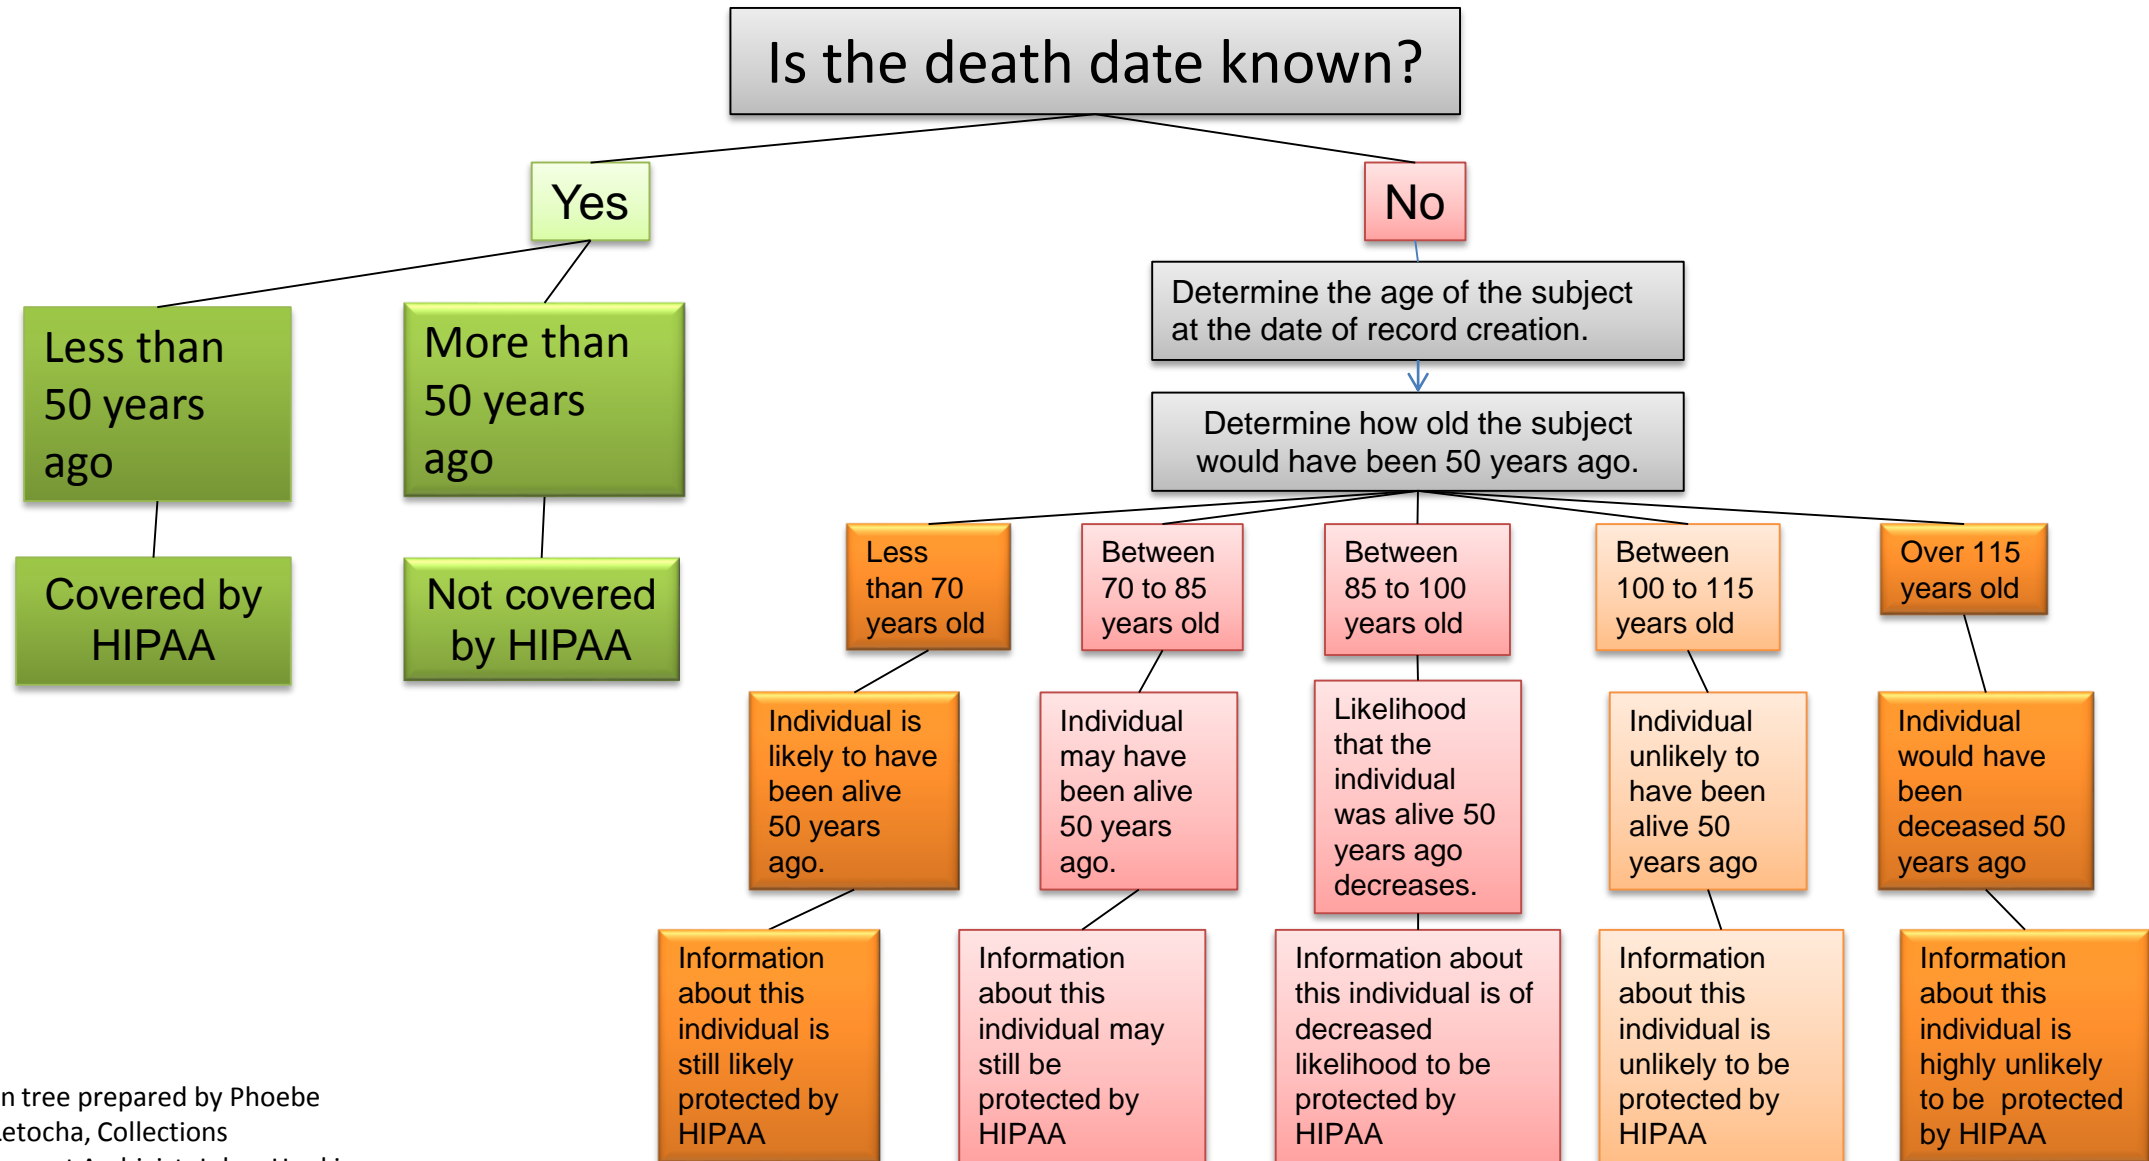 Is the death date known?
Yes
No
Less than
50 years
ago
More than
50 years
ago
Covered by
HIPAA
Not covered
by HIPAA
Determine the age of the subject
at the date of record creation.
Determine how old the subject
would have been 50 years ago.
Less
than 70
years old
Between
70 to 85
years old
Between
85 to 100
years old
Between
100 to 115
years old
Over 115
years old
Individual is
likely to have
been alive
50 years
ago.
Individual
may have
been alive
50 years
ago.
Likelihood
that the
individual
was alive 50
years ago
decreases.
Individual
unlikely to
have been
alive 50
years ago
Individual
would have
been
deceased 50
years ago
Information
about this
individual is
still likely
protected by
HIPAA
Information
about this
individual may
still be
protected by
HIPAA
Information about
this individual is of
decreased
likelihood to be
protected by
HIPAA
Information
about this
individual is
unlikely to be
protected by
HIPAA
Information
about this
individual is
highly unlikely
to be protected
by HIPAA
n tree prepared by Phoebe
etocha, Collections